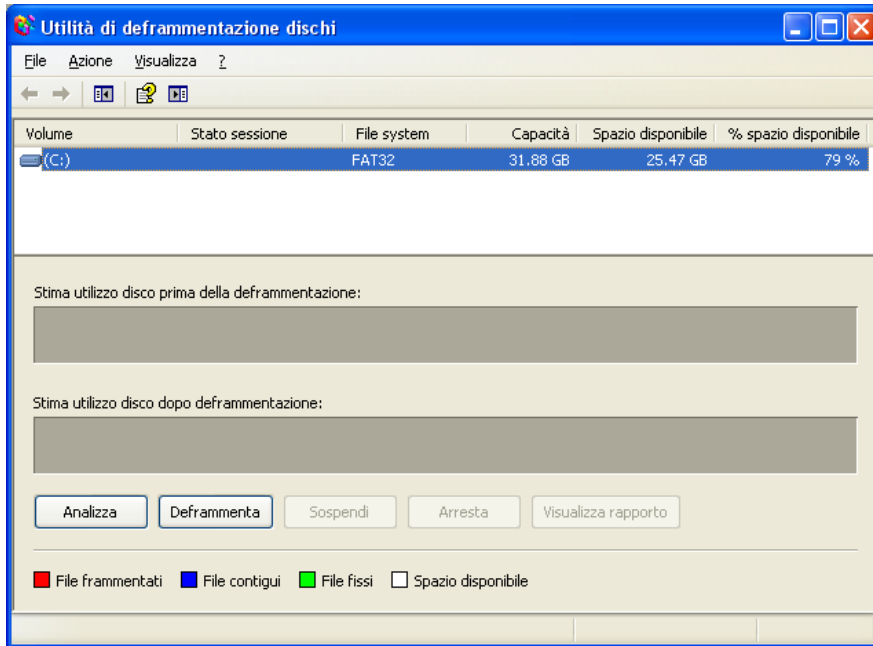 Utilità di deframmentazione dischi
File Azione Visualizza ?
Volume Stato sessione File system Capacità Spazio disponibile % spazio disponibile
(C:) FAT32 31.88 GB 25.47 GB 79 %
Stima utilizzo disco prima della deframmentazione:
Stima utilizzo disco dopo deframmentazione:
Analizza Deframmenta Sospendi Arresta Visualizza rapporto
File frammentati File contigui File fissi Spazio disponibile